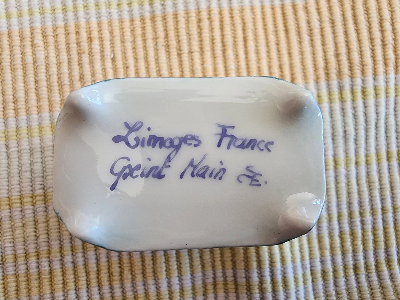 Limoges France
Peint Main